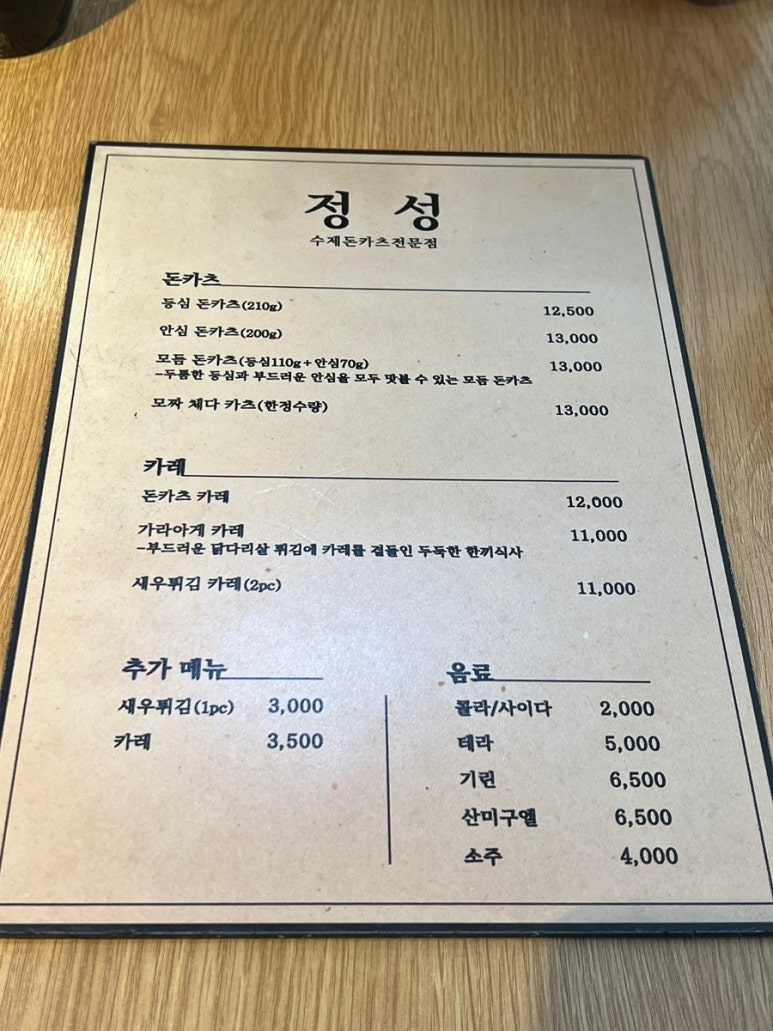 정 성
수제돈카츠전문점
돈카츠
등심 돈카츠(210g) 12,500
안심 돈카츠(200g) 13,000
모듬 돈카츠(등심110g+안심70g) 13,000
-두툼한 등심과 부드러운 안심을 모두 맛볼 수 있는 모듬 돈카츠
모짜 체다 카츠(한정수량) 13,000
카레
돈카츠 카레 12,000
가라아게 카레 11,000
-부드러운 닭다리살 튀김에 카레를 곁들인 두둑한 한끼식사
새우튀김 카레(2pc) 11,000
추가 메뉴
새우튀김(1pc) 3,000
카레 3,500
음료
콜라/사이다 2,000
테라 5,000
기린 6,500
산미구엘 6,500
소주 4,000